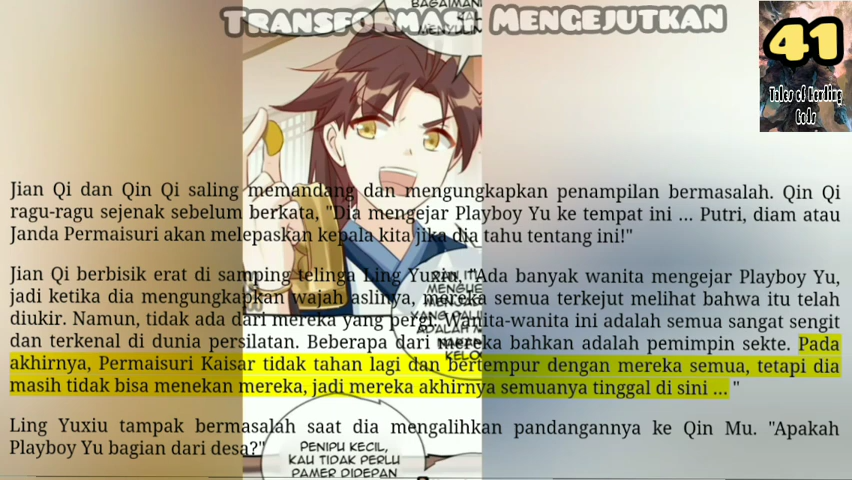 TRANSFORMASI MENGEJUTKAN
41
Tales of Herding
Gods
Jian Qi dan Qin Qi saling memandang dan mengungkapkan penampilan bermasalah. Qin Qi
ragu-ragu sejenak sebelum berkata, "Dia mengejar Playboy Yu ke tempat ini ... Putri, diam atau
Janda Permaisuri akan melepaskan kepala kita jika dia tahu tentang ini!"
Jian Qi berbisik erat di samping telinga Ling Yuxiu. "Ada banyak wanita mengejar Playboy Yu,
jadi ketika dia mengungkapkan wajah aslinya, mereka semua terkejut melihat bahwa itu telah
diukir. Namun, tidak ada dari mereka yang pergi. Wanita-wanita ini adalah semua sangat sengit
dan terkenal di dunia persilatan. Beberapa dari mereka bahkan adalah pemimpin sekte. Pada
akhirnya, Permaisuri Kaisar tidak tahan lagi dan bertempur dengan mereka semua, tetapi dia
masih tidak bisa menekan mereka, jadi mereka akhirnya semuanya tinggal di sini ... "
Ling Yuxiu tampak bermasalah saat dia mengalihkan pandangannya ke Qin Mu. "Apakah
Playboy Yu bagian dari desa?"
PENIPU KECIL,
KAU TIDAK PERLU
PAMER DIDEPAN